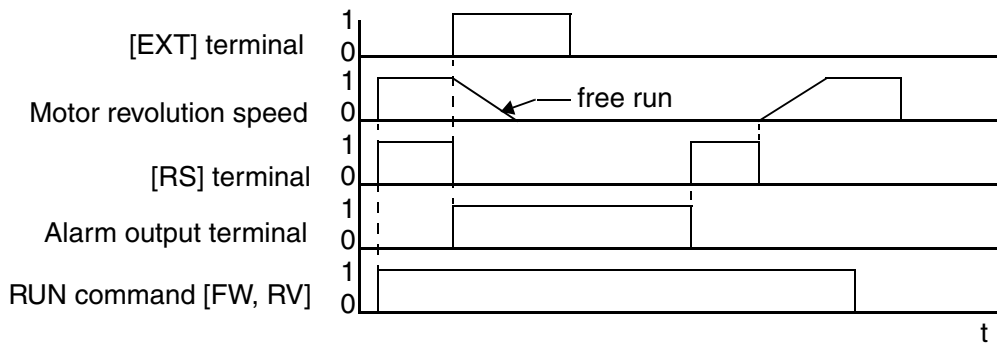 [EXT] terminal 1
0
Motor revolution speed 1
0
free run
[RS] terminal 1
0
Alarm output terminal 1
0
RUN command [FW, RV] 1
0
t